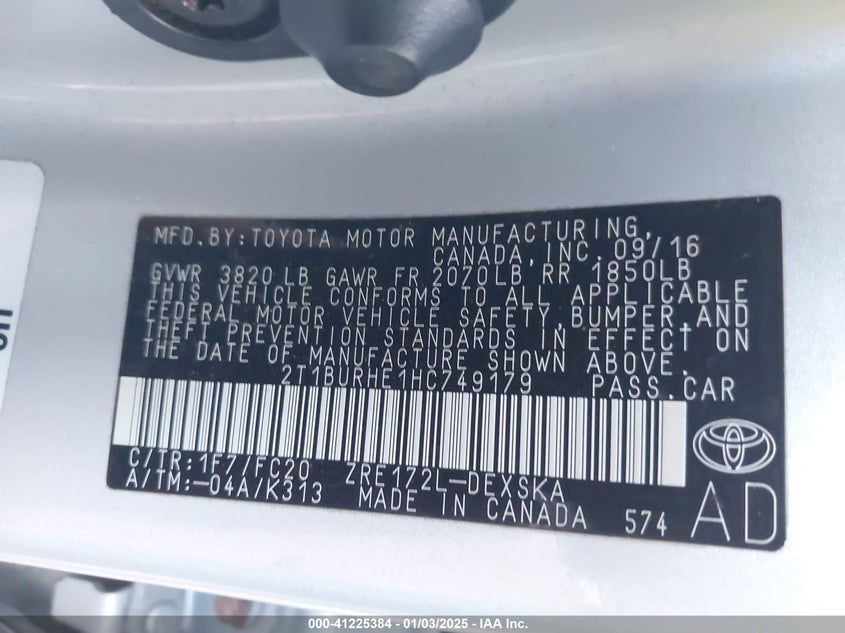 MFD.BY:TOYOTA MOTOR MANUFACTURING,
CANADA,INC. 09/16
GVWR 3820 LB GAWR FR 2070LB RR 1850LB
THIS VEHICLE CONFORMS TO ALL APPLICABLE
FEDERAL MOTOR VEHICLE SAFETY,BUMPER,AND
THEFT PREVENTION STANDARDS IN EFFECT ON
THE DATE OF MANUFACTURE SHOWN ABOVE.
2T1BURHE1HC749179 PASS.CAR
C/TR:1F7/FC20 ZRE172L-DEXSKA
A/TM:-04A/K313 MADE IN CANADA 574 AD
000-41225384 - 01/03/2025 - IAA Inc.